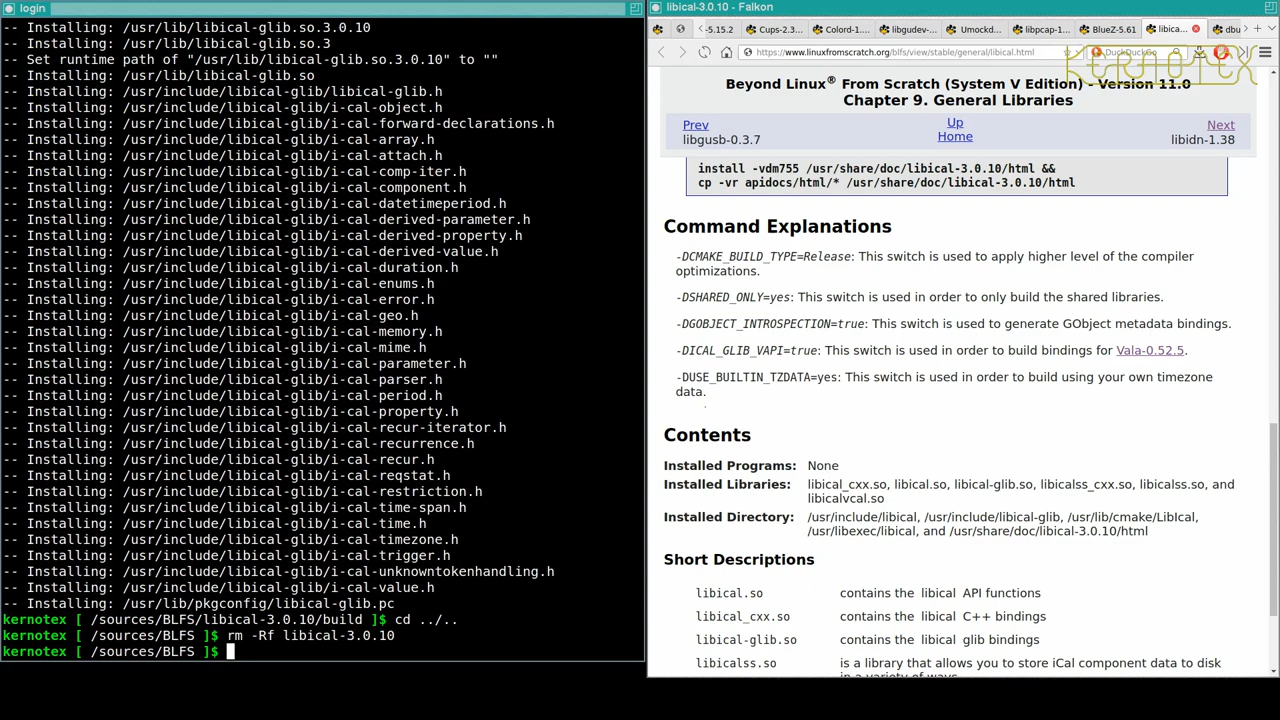 login
-- Installing: /usr/lib/libical-glib.so.3.0.10
-- Installing: /usr/lib/libical-glib.so.3
-- Set runtime path of "/usr/lib/libical-glib.so.3.0.10" to ""
-- Installing: /usr/lib/libical-glib.so
-- Installing: /usr/include/libical-glib/libical-glib.h
-- Installing: /usr/include/libical-glib/i-cal-object.h
-- Installing: /usr/include/libical-glib/i-cal-forward-declarations.h
-- Installing: /usr/include/libical-glib/i-cal-array.h
-- Installing: /usr/include/libical-glib/i-cal-attach.h
-- Installing: /usr/include/libical-glib/i-cal-comp-iter.h
-- Installing: /usr/include/libical-glib/i-cal-component.h
-- Installing: /usr/include/libical-glib/i-cal-datetimeperiod.h
-- Installing: /usr/include/libical-glib/i-cal-derived-parameter.h
-- Installing: /usr/include/libical-glib/i-cal-derived-property.h
-- Installing: /usr/include/libical-glib/i-cal-derived-value.h
-- Installing: /usr/include/libical-glib/i-cal-duration.h
-- Installing: /usr/include/libical-glib/i-cal-enums.h
-- Installing: /usr/include/libical-glib/i-cal-error.h
-- Installing: /usr/include/libical-glib/i-cal-geo.h
-- Installing: /usr/include/libical-glib/i-cal-memory.h
-- Installing: /usr/include/libical-glib/i-cal-mime.h
-- Installing: /usr/include/libical-glib/i-cal-parameter.h
-- Installing: /usr/include/libical-glib/i-cal-parser.h
-- Installing: /usr/include/libical-glib/i-cal-period.h
-- Installing: /usr/include/libical-glib/i-cal-property.h
-- Installing: /usr/include/libical-glib/i-cal-recur-iterator.h
-- Installing: /usr/include/libical-glib/i-cal-recurrence.h
-- Installing: /usr/include/libical-glib/i-cal-recur.h
-- Installing: /usr/include/libical-glib/i-cal-reqstat.h
-- Installing: /usr/include/libical-glib/i-cal-restriction.h
-- Installing: /usr/include/libical-glib/i-cal-time-span.h
-- Installing: /usr/include/libical-glib/i-cal-time.h
-- Installing: /usr/include/libical-glib/i-cal-timezone.h
-- Installing: /usr/include/libical-glib/i-cal-trigger.h
-- Installing: /usr/include/libical-glib/i-cal-unknowntokenhandling.h
-- Installing: /usr/include/libical-glib/i-cal-value.h
-- Installing: /usr/lib/pkgconfig/libical-glib.pc
kernotex [ /sources/BLFS/libical-3.0.10/build ]$ cd ../..
kernotex [ /sources/BLFS ]$ rm -Rf libical-3.0.10
kernotex [ /sources/BLFS ]$
libical-3.0.10 - Falkon
-5.15.2 Cups-2.3... Colord-1.... libgudev-... Umockd... libpcap-1... BlueZ-5.61 libica... dbu
https://www.linuxfromscratch.org/blfs/view/stable/general/libical.html DuckDuckGo
KERNOTEX
Beyond Linux® From Scratch (System V Edition) - Version 11.0
Chapter 9. General Libraries
Prev Up Next
libgusb-0.3.7 Home libidn-1.38
install -vdm755 /usr/share/doc/libical-3.0.10/html &&
cp -vr apidocs/html/* /usr/share/doc/libical-3.0.10/html
Command Explanations
-DCMAKE_BUILD_TYPE=Release: This switch is used to apply higher level of the compiler
optimizations.
-DSHARED_ONLY=yes: This switch is used in order to only build the shared libraries.
-DGOBJECT_INTROSPECTION=true: This switch is used to generate GObject metadata bindings.
-DICAL_GLIB_VAPI=true: This switch is used in order to build bindings for Vala-0.52.5.
-DUSE_BUILTIN_TZDATA=yes: This switch is used in order to build using your own timezone
data.
Contents
Installed Programs: None
Installed Libraries: libical_cxx.so, libical.so, libical-glib.so, libicalss_cxx.so, libicalss.so, and
libicalvcal.so
Installed Directory: /usr/include/libical, /usr/include/libical-glib, /usr/lib/cmake/LibIcal,
/usr/libexec/libical, and /usr/share/doc/libical-3.0.10/html
Short Descriptions
libical.so contains the libical API functions
libical_cxx.so contains the libical C++ bindings
libical-glib.so contains the libical glib bindings
libicalss.so is a library that allows you to store iCal component data to disk
in a variety of ways